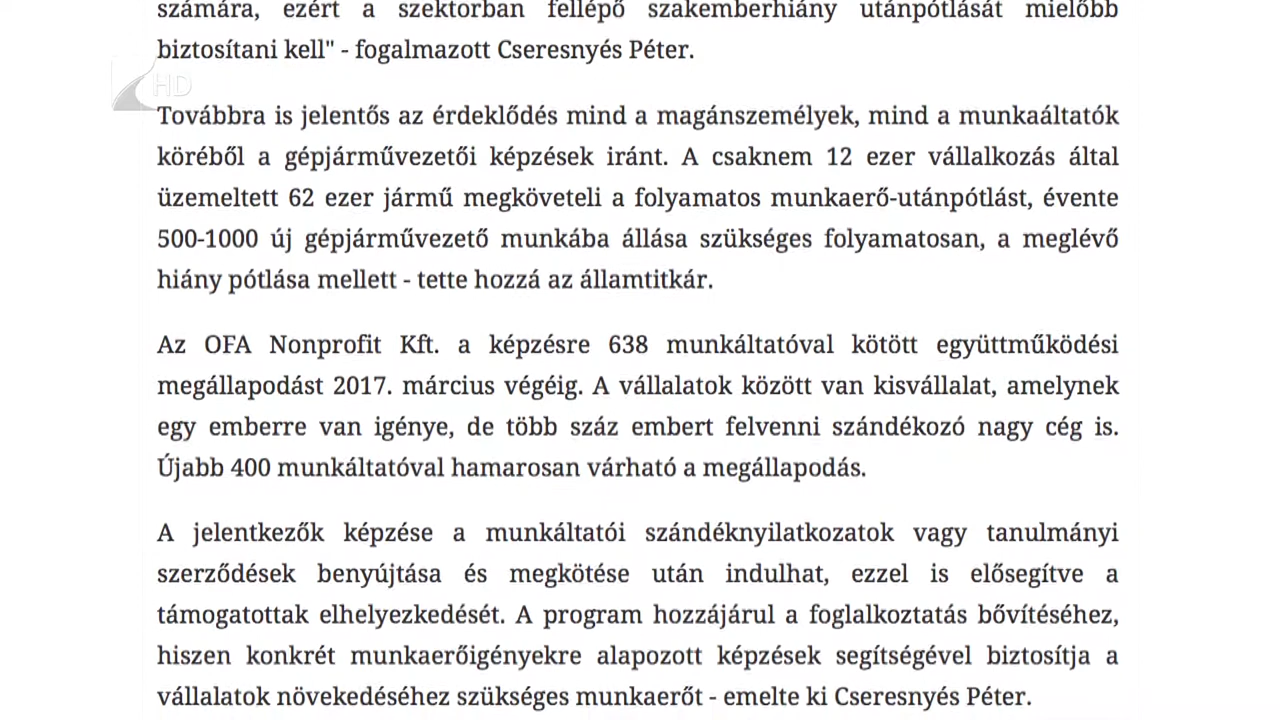 számára, ezért a szektorban fellépő szakemberhiány utánpótlását mielőbb
biztosítani kell" - fogalmazott Cseresnyés Péter.
HD
Továbbra is jelentős az érdeklődés mind a magánszemélyek, mind a munkaáltatók
köréből a gépjárművezetői képzések iránt. A csaknem 12 ezer vállalkozás által
üzemeltett 62 ezer jármű megköveteli a folyamatos munkaerő-utánpótlást, évente
500-1000 új gépjárművezető munkába állása szükséges folyamatosan, a meglévő
hiány pótlása mellett - tette hozzá az államtitkár.
Az OFA Nonprofit Kft. a képzésre 638 munkáltatóval kötött együttműködési
megállapodást 2017. március végéig. A vállalatok között van kisvállalat, amelynek
egy emberre van igénye, de több száz embert felvenni szándékozó nagy cég is.
Újabb 400 munkáltatóval hamarosan várható a megállapodás.
A jelentkezők képzése a munkáltatói szándéknyilatkozatok vagy tanulmányi
szerződések benyújtása és megkötése után indulhat, ezzel is elősegítve a
támogatottak elhelyezkedését. A program hozzájárul a foglalkoztatás bővítéséhez,
hiszen konkrét munkaerőigényekre alapozott képzések segítségével biztosítja a
vállalatok növekedéséhez szükséges munkaerőt - emelte ki Cseresnyés Péter.